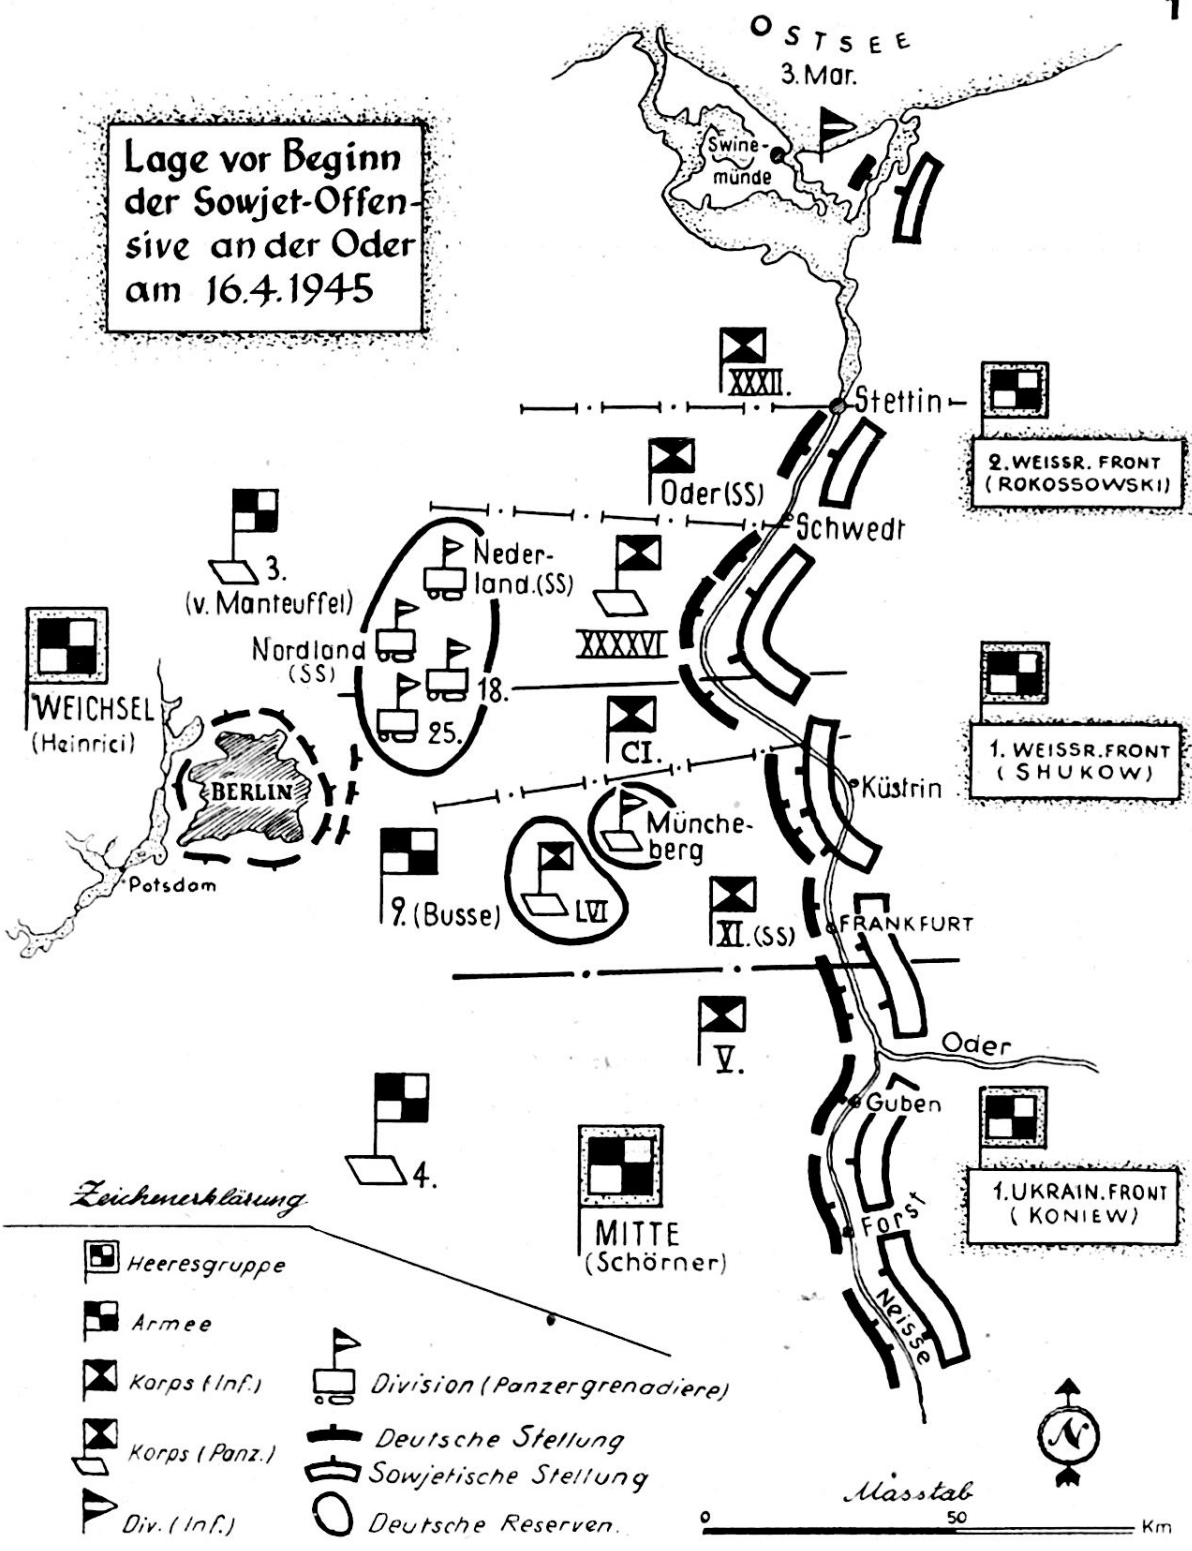 1
OSTSEE
3. Mar.
Swine-
münde
Lage vor Beginn
der Sowjet-Offen-
sive an der Oder
am 16.4.1945
XXXII.
Stettin
2. WEISSR. FRONT
(ROKOSSOWSKI)
Oder (SS)
Schwedt
3.
(v. Manteuffel)
Neder-
land. (SS)
Nordland
(SS)
18.
25.
XXXXVI
WEICHSEL
(Heinrici)
CI.
1. WEISSR. FRONT
(SHUKOW)
BERLIN
Küstrin
Münche-
berg
Potsdam
9. (Busse)
LVI
XI. (SS)
FRANKFURT
V.
Oder
Guben
4.
MITTE
(Schörner)
1. UKRAIN. FRONT
(KONIEW)
Forst
Neisse
Zeichenerklärung
Heeresgruppe
Armee
Korps (Inf.)
Korps (Panz.)
Div. (Inf.)
Division (Panzergrenadiere)
Deutsche Stellung
Sowjetische Stellung
Deutsche Reserven.
N
Masstab
0 50 Km